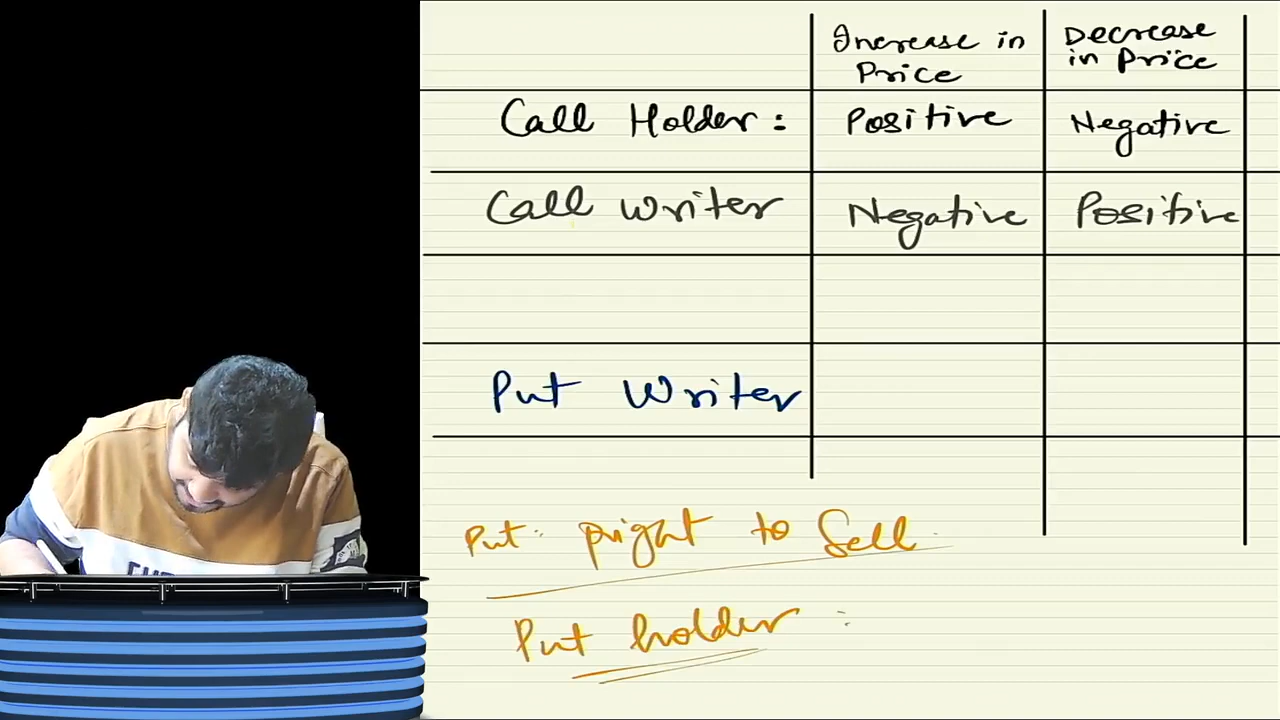 Increase in Decrease
Price in Price
Call Holder: Positive Negative
Call Writer Negative Positive
Put Writer
Put: right to Sell
Put holder :